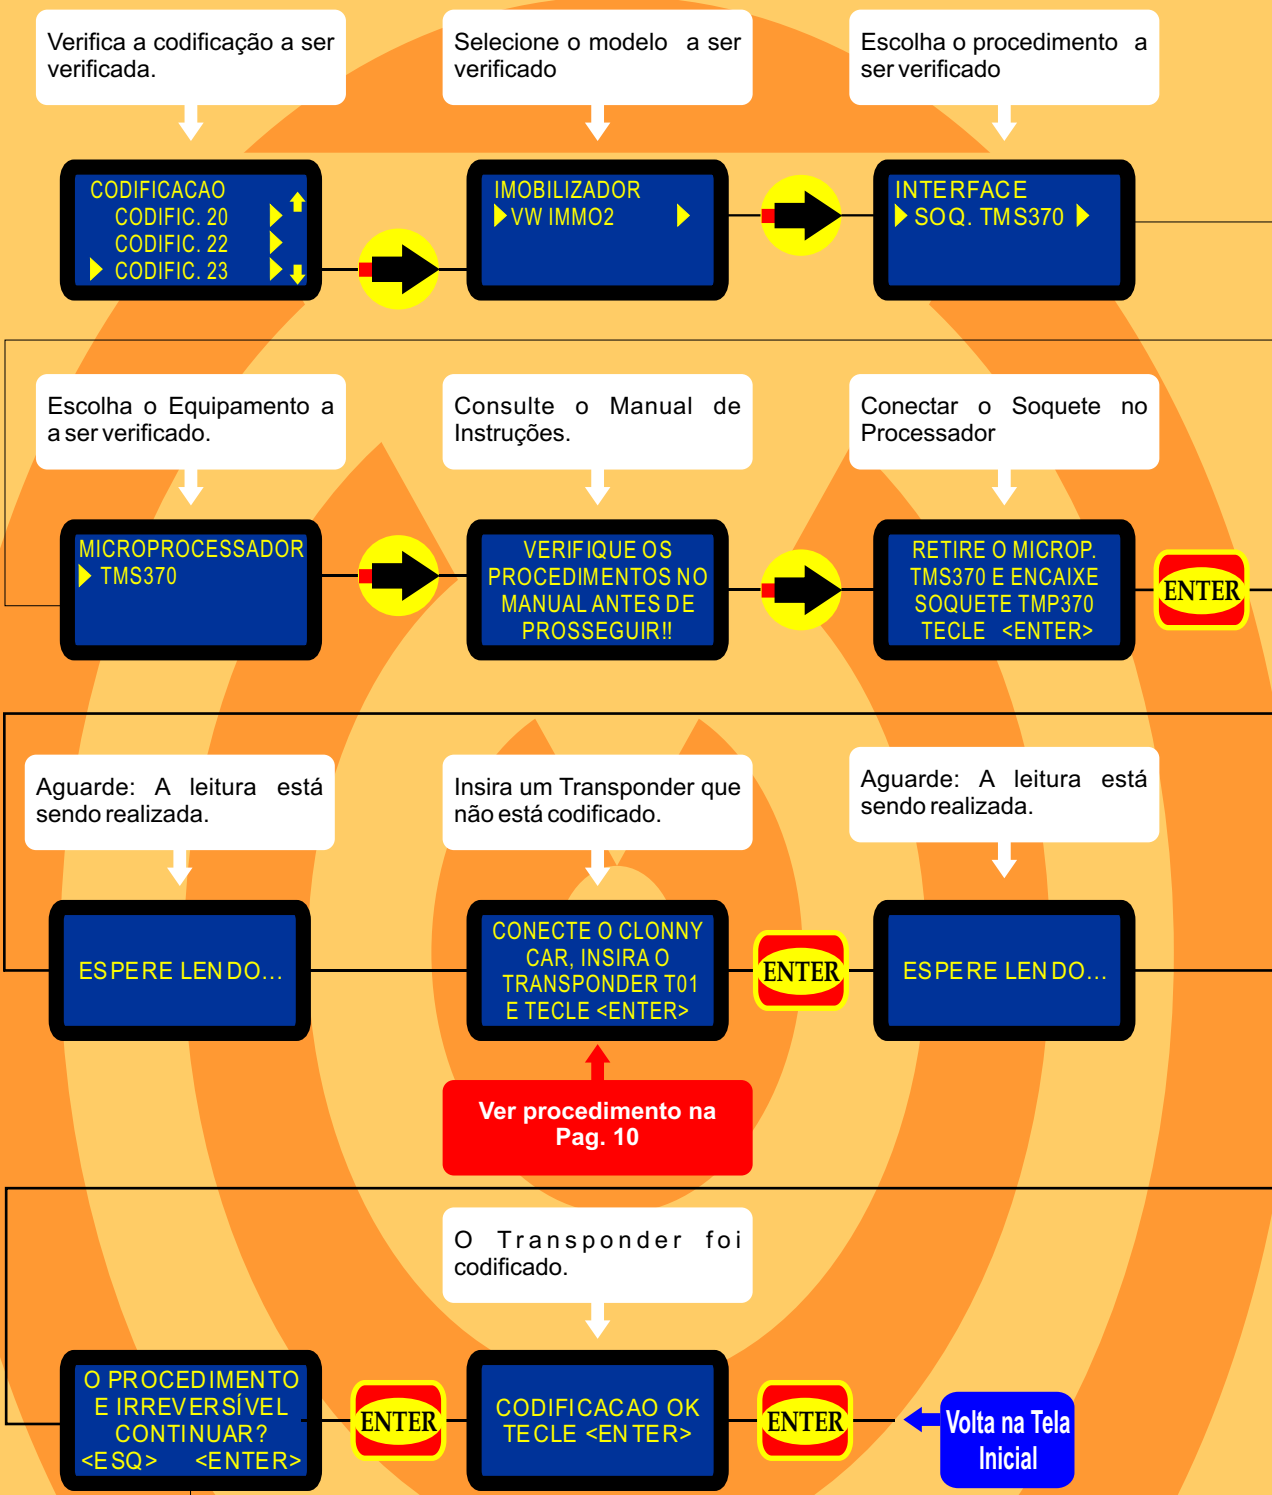 Verifica a codificação a ser
verificada.
Selecione o modelo a ser
verificado
Escolha o procedimento a
ser verificado
CODIFICACAO
CODIFIC. 20
CODIFIC. 22
CODIFIC. 23
IMOBILIZADOR
VW IMMO2
INTERFACE
SOQ. TMS370
Escolha o Equipamento a
a ser verificado.
Consulte o Manual de
Instruções.
Conectar o Soquete no
Processador
MICROPROCESSADOR
TMS370
VERIFIQUE OS
PROCEDIMENTOS NO
MANUAL ANTES DE
PROSSEGUIR!!
RETIRE O MICROP.
TMS370 E ENCAIXE
SOQUETE TMP370
TECLE <ENTER>
ENTER
Aguarde: A leitura está
sendo realizada.
Insira um Transponder que
não está codificado.
Aguarde: A leitura está
sendo realizada.
ESPERE LENDO...
CONECTE O CLONNY
CAR, INSIRA O
TRANSPONDER T01
E TECLE <ENTER>
ENTER
ESPERE LENDO...
Ver procedimento na
Pag. 10
O Transponder foi
codificado.
O PROCEDIMENTO
E IRREVERSÍVEL
CONTINUAR?
<ESQ> <ENTER>
ENTER
CODIFICACAO OK
TECLE <ENTER>
ENTER
Volta na Tela
Inicial